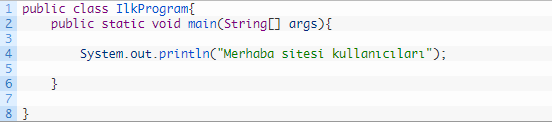 1 public class IlkProgram{
2     public static void main(String[] args){
3
4         System.out.println("Merhaba sitesi kullanıcıları");
5
6     }
7
8 }